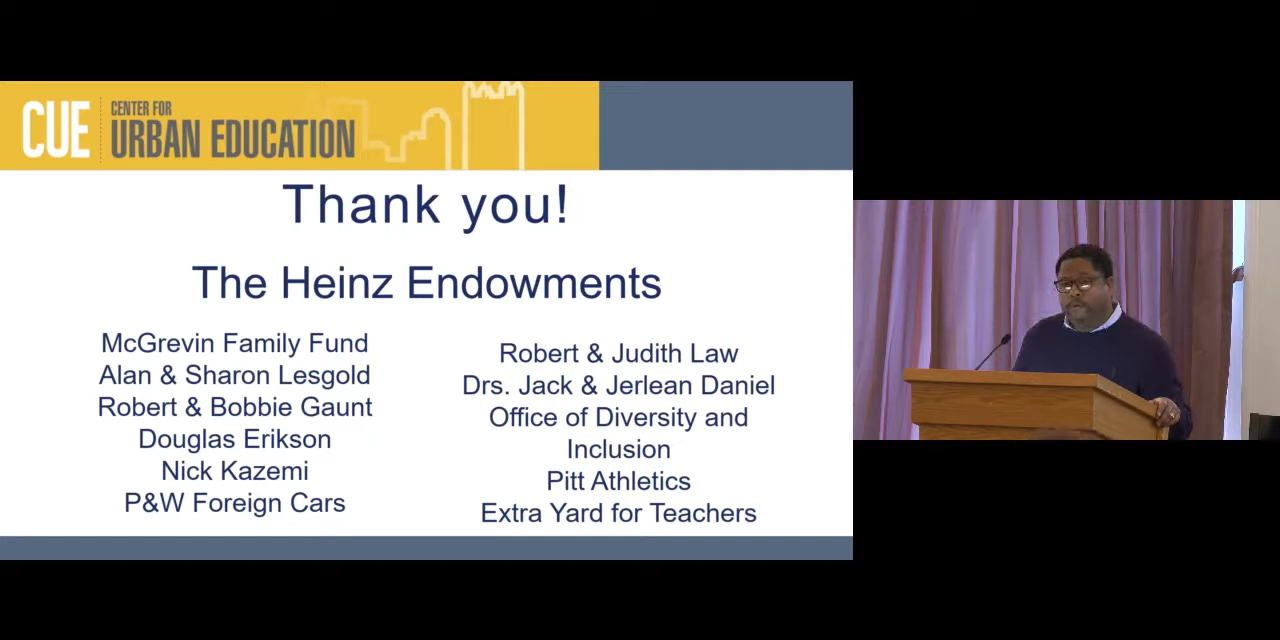 CUE
CENTER FOR
URBAN EDUCATION
Thank you!
The Heinz Endowments
McGrevin Family Fund
Alan & Sharon Lesgold
Robert & Bobbie Gaunt
Douglas Erikson
Nick Kazemi
P&W Foreign Cars
Robert & Judith Law
Drs. Jack & Jerlean Daniel
Office of Diversity and
Inclusion
Pitt Athletics
Extra Yard for Teachers